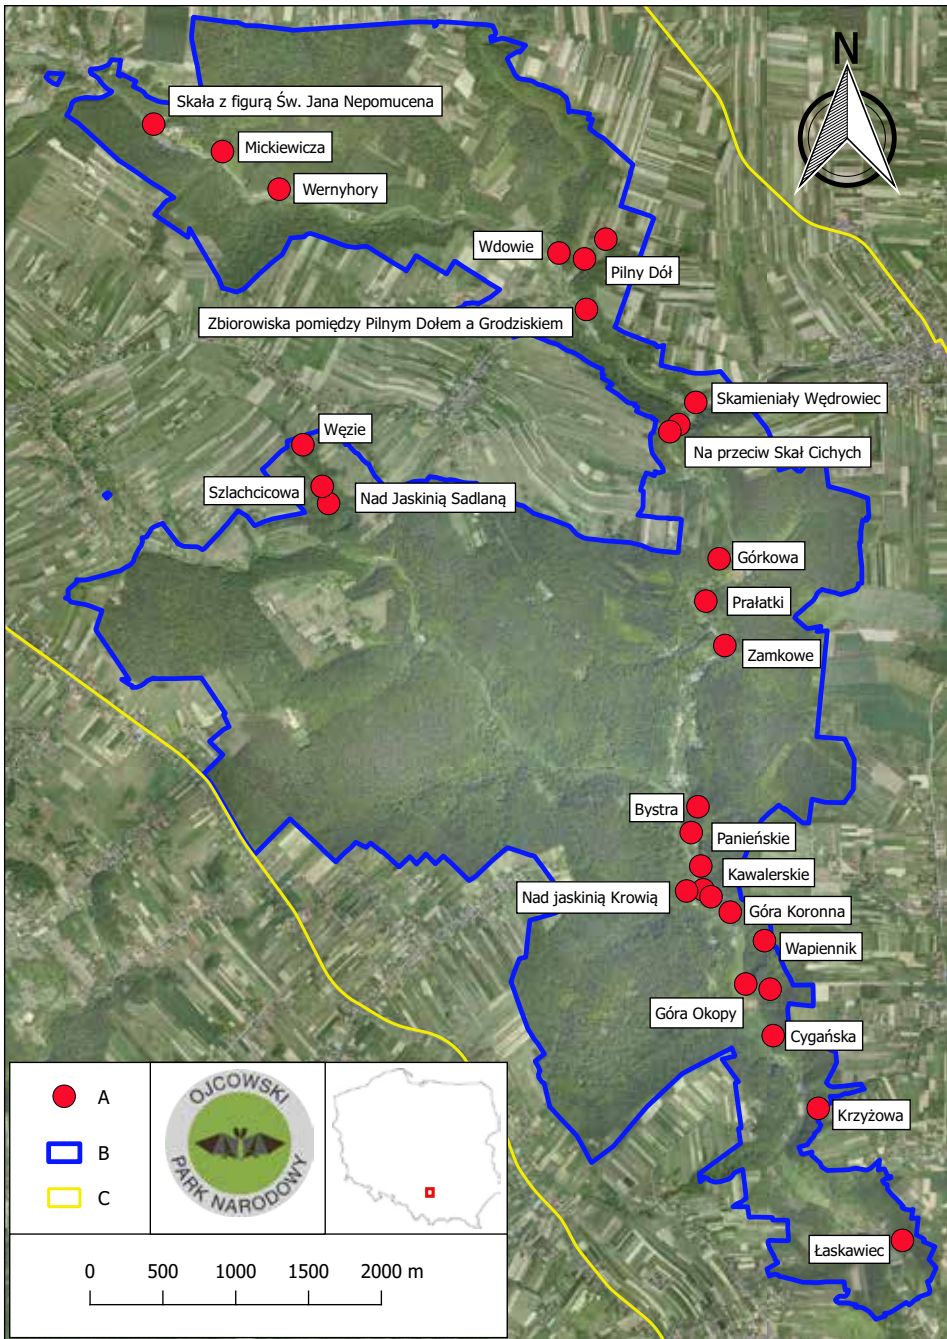 N
Skała z figurą Św. Jana Nepomucena
Mickiewicza
Wernyhory
Wdowie
Pilny Dół
Zbiorowiska pomiędzy Pilnym Dołem a Grodziskiem
Skamieniały Wędrowiec
Na przeciw Skał Cichych
Węzie
Szlachcicowa
Nad Jaskinią Sadlaną
Górkowa
Prałatki
Zamkowe
Bystra
Panieńskie
Kawalerskie
Nad jaskinią Krowią
Góra Koronna
Wapiennik
Góra Okopy
Cygańska
Krzyżowa
Łaskawiec
A
B
C
OJCOWSKI
PARK NARODOWY
0 500 1000 1500 2000 m